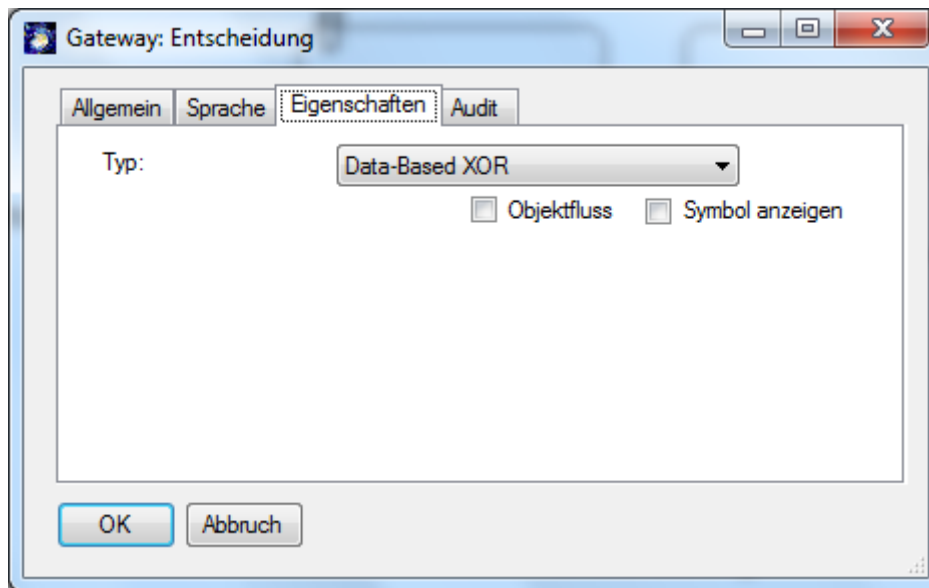 Gateway: Entscheidung
Allgemein Sprache Eigenschaften Audit
Typ: Data-Based XOR
Objektfluss Symbol anzeigen
OK Abbruch